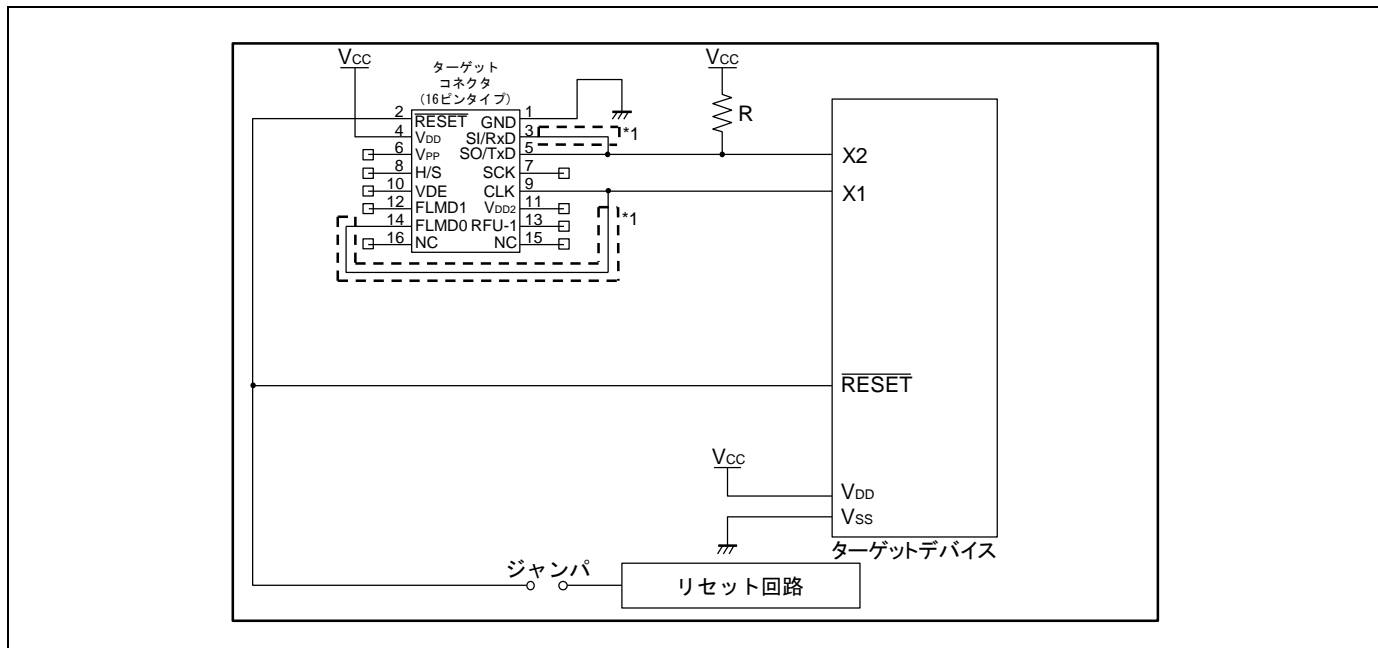 VCC
ターゲット
コネクタ
(16ピンタイプ)
VCC
R
2 RESET GND 1
4 VDD SI/RxD 3 *1
6 VPP SO/TxD 5
8 H/S SCK 7
10 VDE CLK 9
12 FLMD1 VDD2 11
14 FLMD0 RFU-1 13 *1
16 NC NC 15
X2
X1
RESET
VCC
VDD
VSS
ターゲットデバイス
ジャンパ
リセット回路